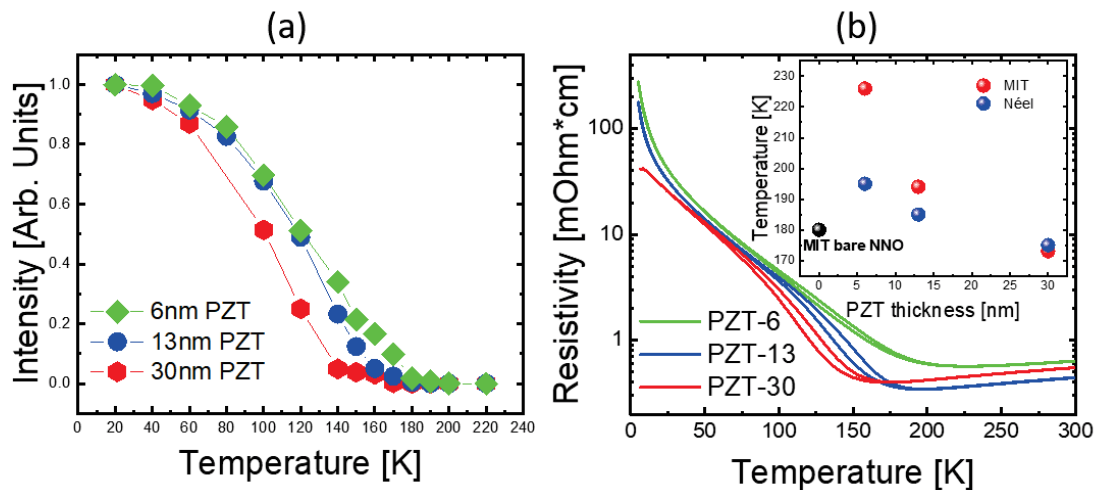 (a)
Intensity [Arb. Units]
1.0
0.8
0.6
0.4
0.2
0.0
6nm PZT
13nm PZT
30nm PZT
20 40 60 80 100 120 140 160 180 200 220 240
Temperature [K]
(b)
Resistivity [mOhm*cm]
100
10
1
PZT-6
PZT-13
PZT-30
0 50 100 150 200 250 300
Temperature [K]
Temperature [K]
230
220
210
200
190
180
170
MIT
Néel
MIT bare NNO
0 5 10 15 20 25 30
PZT thickness [nm]